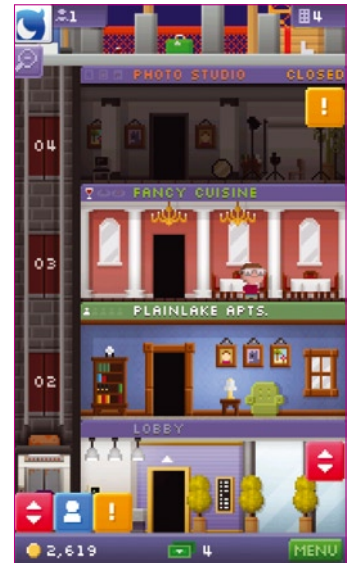 1
4
PHOTO STUDIO CLOSED
!
04
FANCY CUISINE
03
PLAINLAKE APTS.
02
LOBBY
!
2,619
4
MENU